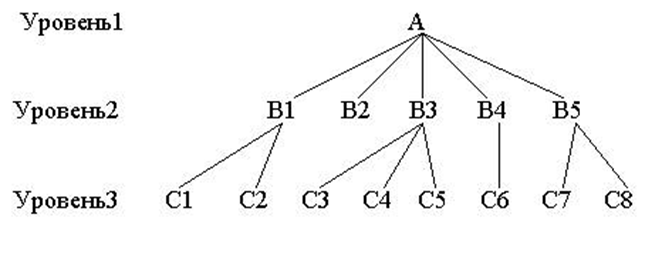 Уровень1 A
Уровень2 B1 B2 B3 B4 B5
Уровень3 C1 C2 C3 C4 C5 C6 C7 C8